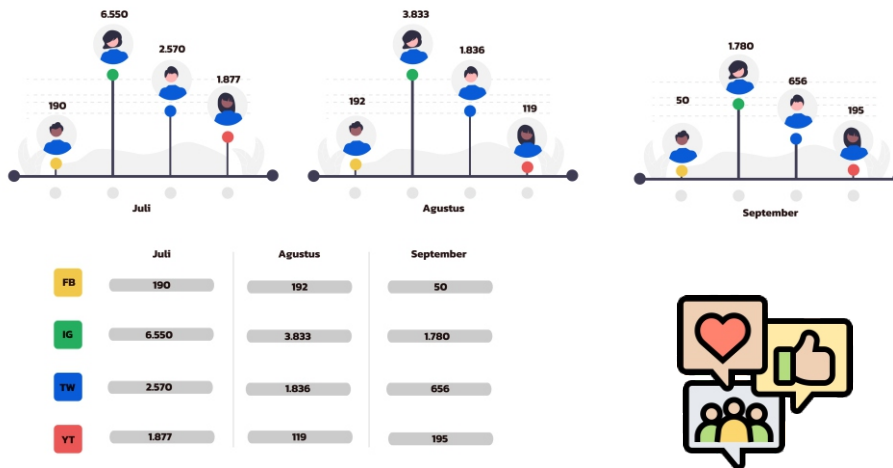 6.550
2.570
1.877
190
Juli
3.833
1.836
192
119
Agustus
1.780
656
50
195
September
Juli Agustus September
FB 190 192 50
IG 6.550 3.833 1.780
TW 2.570 1.836 656
YT 1.877 119 195